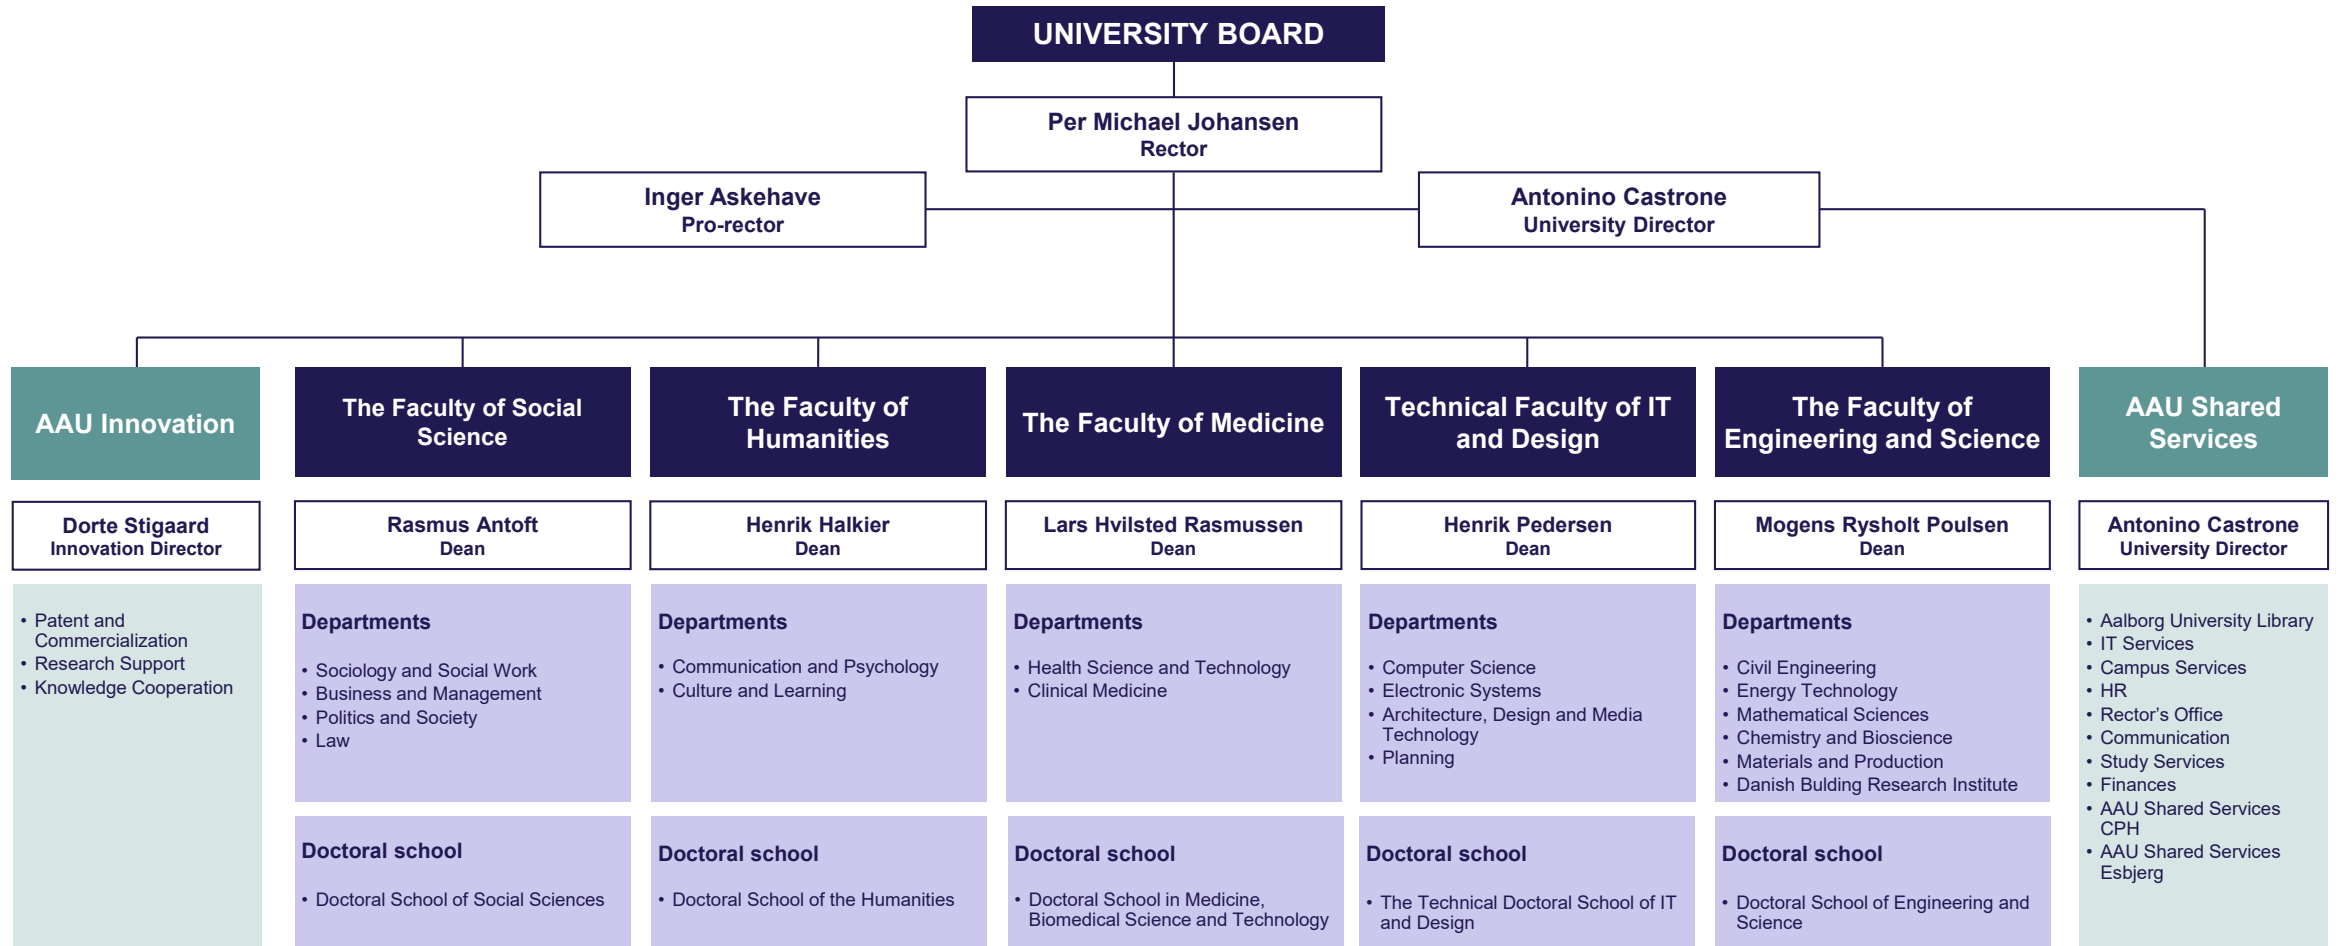 UNIVERSITY BOARD
Per Michael Johansen
Rector
Inger Askehave
Pro-rector
Antonino Castrone
University Director
AAU Innovation
Dorte Stigaard
Innovation Director
• Patent and
Commercialization
• Research Support
• Knowledge Cooperation
The Faculty of Social
Science
Rasmus Antoft
Dean
Departments
• Sociology and Social Work
• Business and Management
• Politics and Society
• Law
Doctoral school
• Doctoral School of Social Sciences
The Faculty of
Humanities
Henrik Halkier
Dean
Departments
• Communication and Psychology
• Culture and Learning
Doctoral school
• Doctoral School of the Humanities
The Faculty of Medicine
Lars Hvilsted Rasmussen
Dean
Departments
• Health Science and Technology
• Clinical Medicine
Doctoral school
• Doctoral School in Medicine,
Biomedical Science and Technology
Technical Faculty of IT
and Design
Henrik Pedersen
Dean
Departments
• Computer Science
• Electronic Systems
• Architecture, Design and Media
Technology
• Planning
Doctoral school
• The Technical Doctoral School of IT
and Design
The Faculty of
Engineering and Science
Mogens Rysholt Poulsen
Dean
Departments
• Civil Engineering
• Energy Technology
• Mathematical Sciences
• Chemistry and Bioscience
• Materials and Production
• Danish Bulding Research Institute
Doctoral school
• Doctoral School of Engineering and
Science
AAU Shared
Services
Antonino Castrone
University Director
• Aalborg University Library
• IT Services
• Campus Services
• HR
• Rector’s Office
• Communication
• Study Services
• Finances
• AAU Shared Services
CPH
• AAU Shared Services
Esbjerg